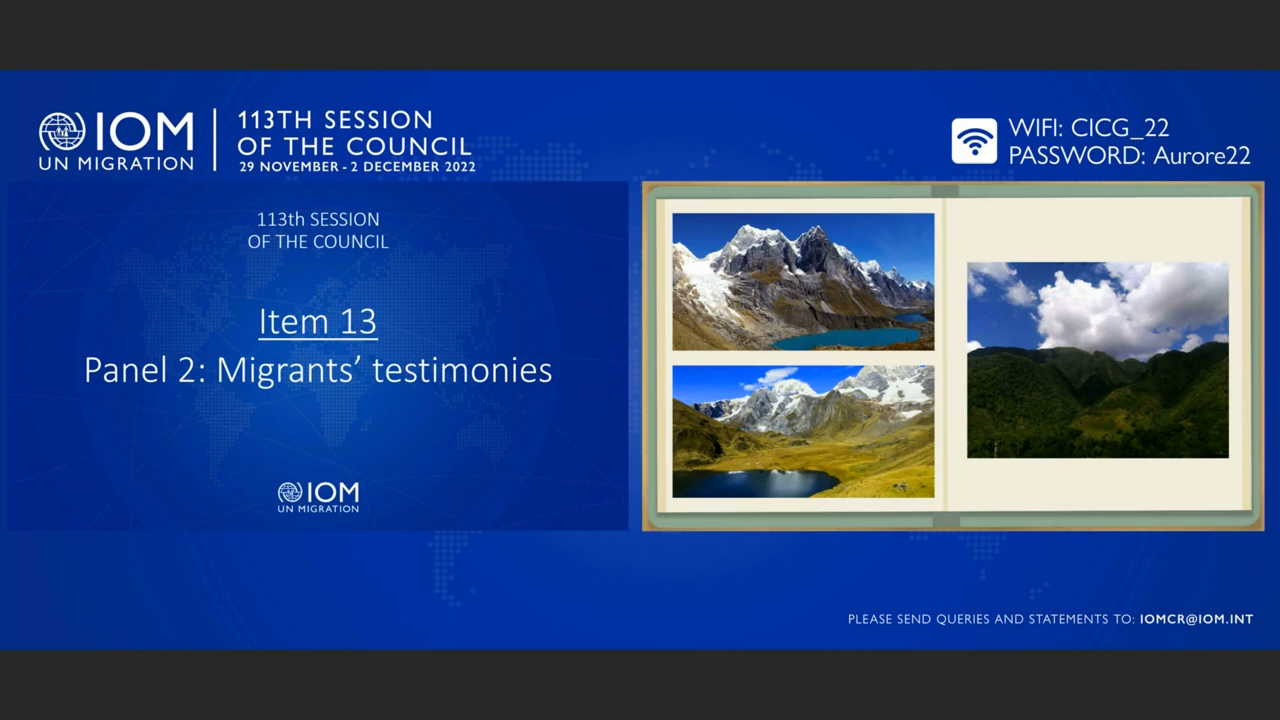 IOM
UN MIGRATION
113TH SESSION
OF THE COUNCIL
29 NOVEMBER - 2 DECEMBER 2022
WIFI: CICG_22
PASSWORD: Aurore22
113th SESSION
OF THE COUNCIL
Item 13
Panel 2: Migrants’ testimonies
IOM
UN MIGRATION
PLEASE SEND QUERIES AND STATEMENTS TO: IOMCR@IOM.INT